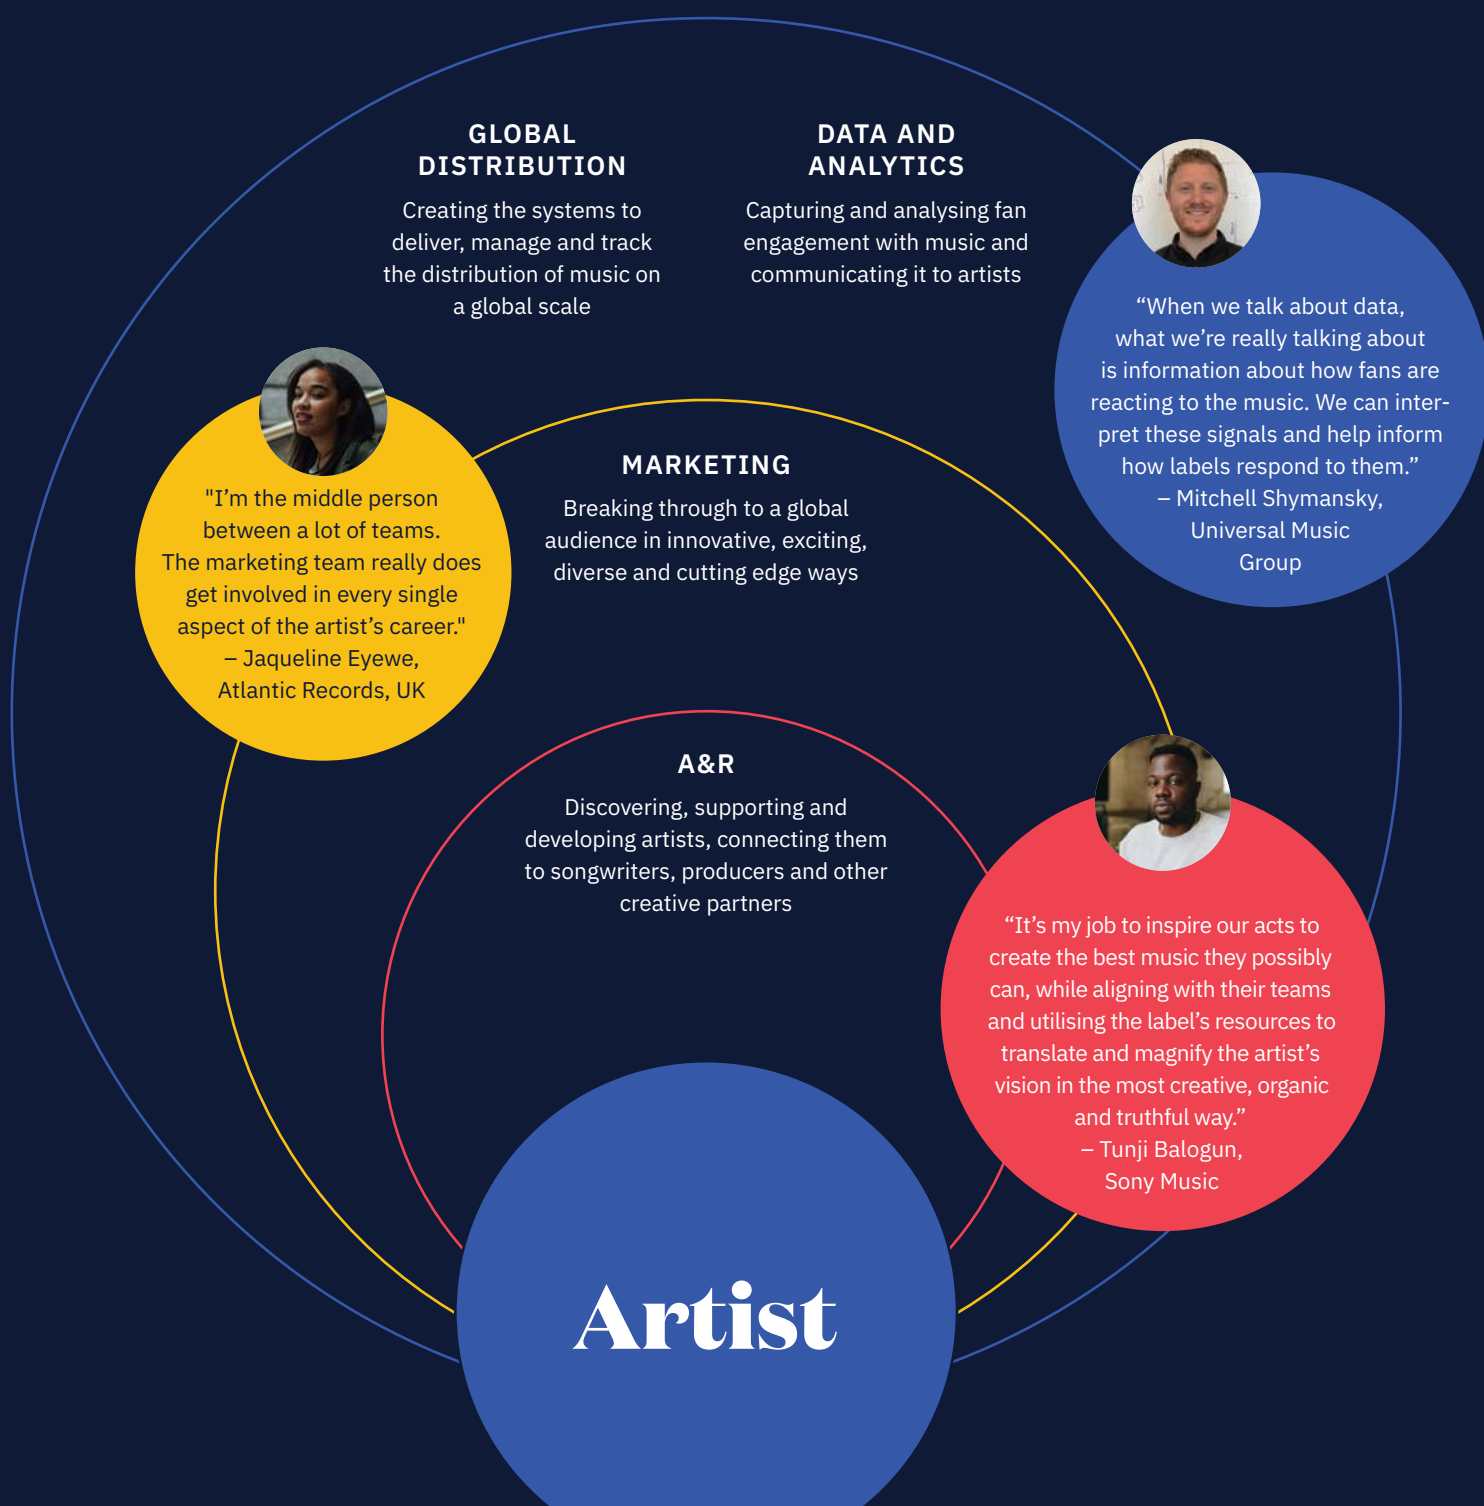 GLOBAL
DISTRIBUTION
Creating the systems to
deliver, manage and track
the distribution of music on
a global scale
DATA AND
ANALYTICS
Capturing and analysing fan
engagement with music and
communicating it to artists
“When we talk about data,
what we’re really talking about
is information about how fans are
reacting to the music. We can inter-
pret these signals and help inform
how labels respond to them.”
– Mitchell Shymansky,
Universal Music
Group
MARKETING
Breaking through to a global
audience in innovative, exciting,
diverse and cutting edge ways
"I’m the middle person
between a lot of teams.
The marketing team really does
get involved in every single
aspect of the artist’s career."
– Jaqueline Eyewe,
Atlantic Records, UK
A&R
Discovering, supporting and
developing artists, connecting them
to songwriters, producers and other
creative partners
“It’s my job to inspire our acts to
create the best music they possibly
can, while aligning with their teams
and utilising the label’s resources to
translate and magnify the artist’s
vision in the most creative, organic
and truthful way.”
– Tunji Balogun,
Sony Music
Artist